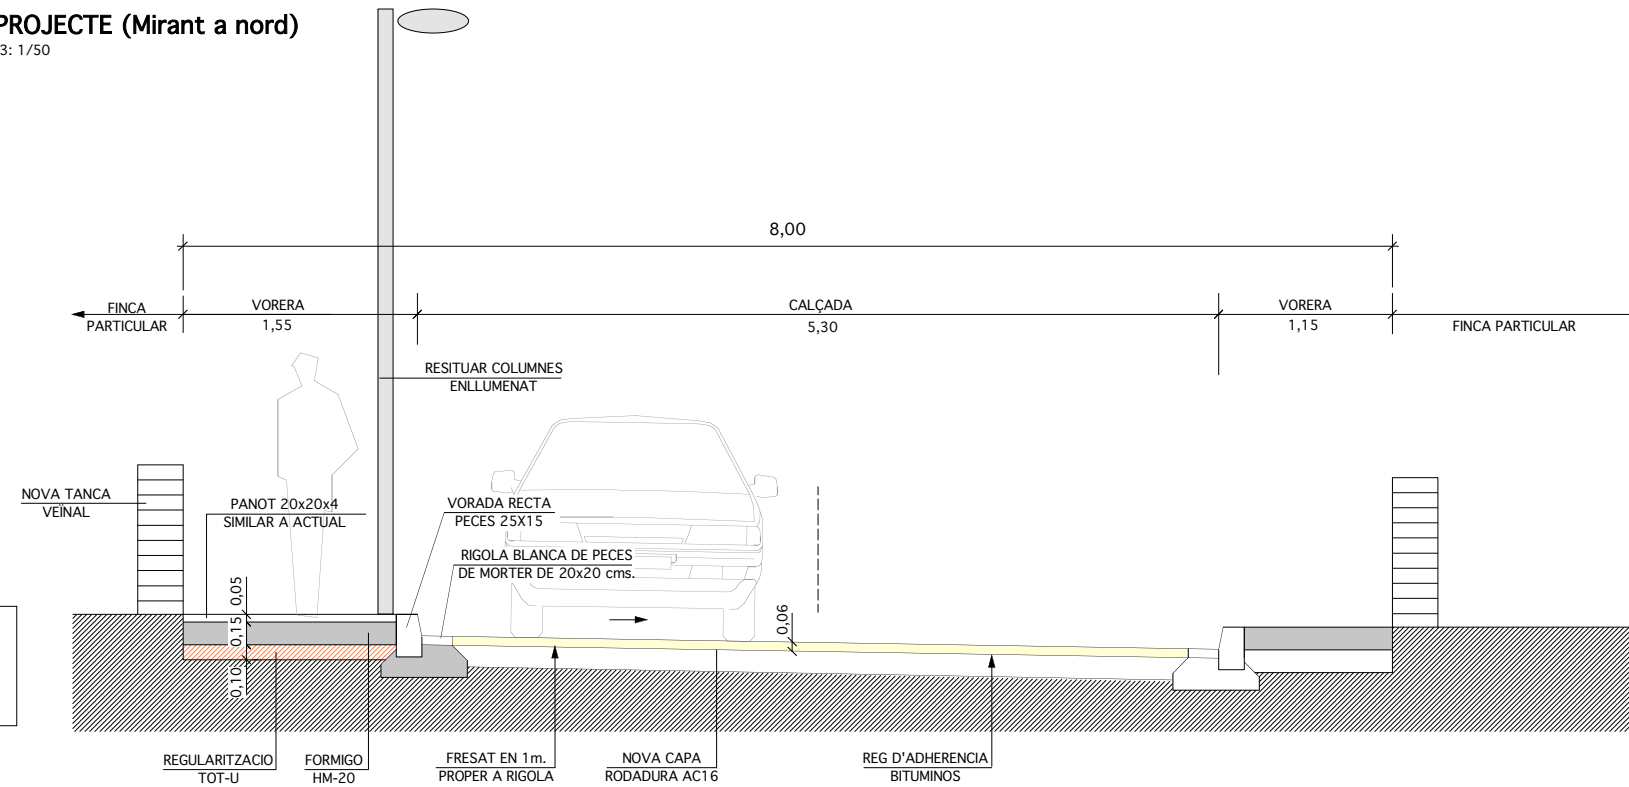 PROJECTE (Mirant a nord)
3: 1/50
8,00
FINCA
PARTICULAR
VORERA
1,55
CALÇADA
5,30
VORERA
1,15
FINCA PARTICULAR
RESITUAR COLUMNES
ENLLUMENAT
NOVA TANCA
VEÏNAL
PANOT 20x20x4
SIMILAR A ACTUAL
VORADA RECTA
PECES 25X15
RIGOLA BLANCA DE PECES
DE MORTER DE 20x20 cms.
0,05
0,15
0,10
0,06
REGULARITZACIO
TOT-U
FORMIGO
HM-20
FRESAT EN 1m.
PROPER A RIGOLA
NOVA CAPA
RODADURA AC16
REG D'ADHERENCIA
BITUMINOS